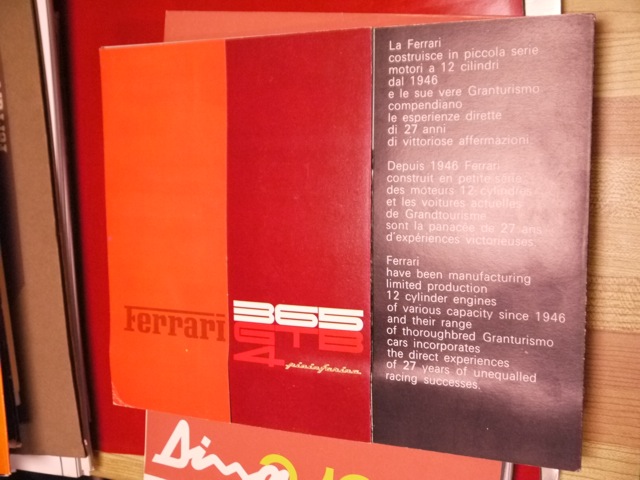 La Ferrari
costruisce in piccola serie
motori a 12 cilindri
dal 1946
e le sue vere Granturismo
compendiano
le esperienze dirette
di 27 anni
di vittoriose affermazioni.
Depuis 1946 Ferrari
construit en petite série
des moteurs 12 cylindres
et les voitures actuelles
de Grandtourisme
sont la panacée de 27 ans
d'expériences victorieuses.
Ferrari
have been manufacturing
limited production
12 cylinder engines
of various capacity since 1946
and their range
of thoroughbred Granturismo
cars incorporates
the direct experiences
of 27 years of unequalled
racing successes.
Ferrari
365
GTB
4
pininfarina
Dino
Ferrari